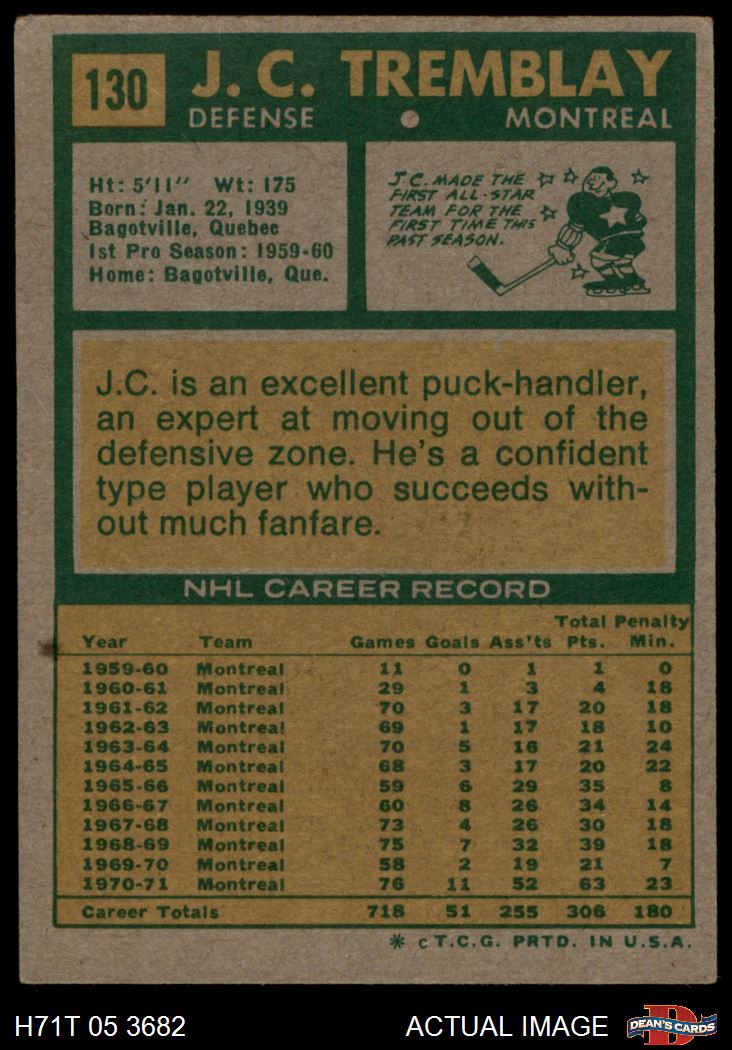 130
J. C. TREMBLAY
DEFENSE
MONTREAL
Ht: 5'11" Wt: 175
Born: Jan. 22, 1939
Bagotville, Quebec
1st Pro Season: 1959-60
Home: Bagotville, Que.
J.C. MADE THE
FIRST ALL-STAR
TEAM FOR THE
FIRST TIME THIS
PAST SEASON.
J.C. is an excellent puck-handler,
an expert at moving out of the
defensive zone. He's a confident
type player who succeeds with-
out much fanfare.
NHL CAREER RECORD
Year Team Games Goals Ass'ts Total Pts. Penalty Min.
1959-60 Montreal 11 0 1 1 0
1960-61 Montreal 29 1 3 4 18
1961-62 Montreal 70 3 17 20 18
1962-63 Montreal 69 1 17 18 10
1963-64 Montreal 70 5 16 21 24
1964-65 Montreal 68 3 17 20 22
1965-66 Montreal 59 6 29 35 8
1966-67 Montreal 60 8 26 34 14
1967-68 Montreal 73 4 26 30 18
1968-69 Montreal 75 7 32 39 18
1969-70 Montreal 58 2 19 21 7
1970-71 Montreal 76 11 52 63 23
Career Totals 718 51 255 306 180
* c T.C.G. PRTD. IN U.S.A.
H71T 05 3682
ACTUAL IMAGE
D
DEAN'S CARDS